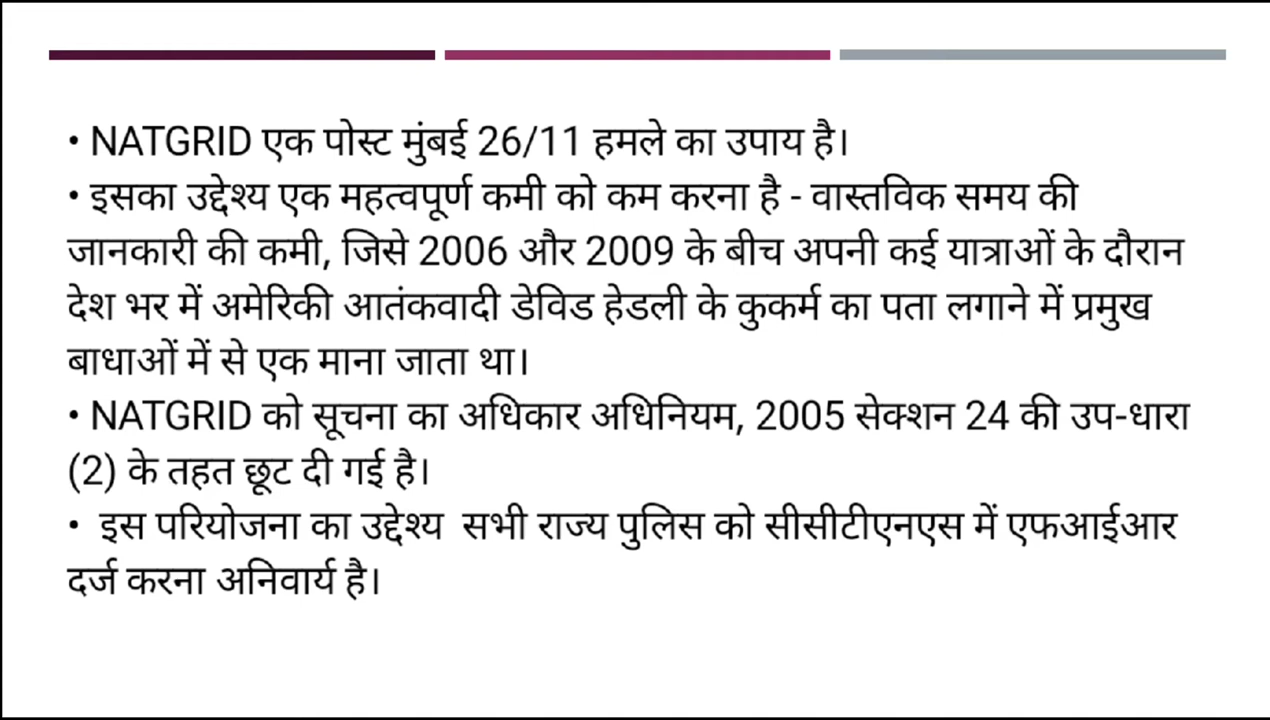 • NATGRID एक पोस्ट मुंबई 26/11 हमले का उपाय है।
• इसका उद्देश्य एक महत्वपूर्ण कमी को कम करना है - वास्तविक समय की
जानकारी की कमी, जिसे 2006 और 2009 के बीच अपनी कई यात्राओं के दौरान
देश भर में अमेरिकी आतंकवादी डेविड हेडली के कुकर्म का पता लगाने में प्रमुख
बाधाओं में से एक माना जाता था।
• NATGRID को सूचना का अधिकार अधिनियम, 2005 सेक्शन 24 की उप-धारा
(2) के तहत छूट दी गई है।
• इस परियोजना का उद्देश्य सभी राज्य पुलिस को सीसीटीएनएस में एफआईआर
दर्ज करना अनिवार्य है।